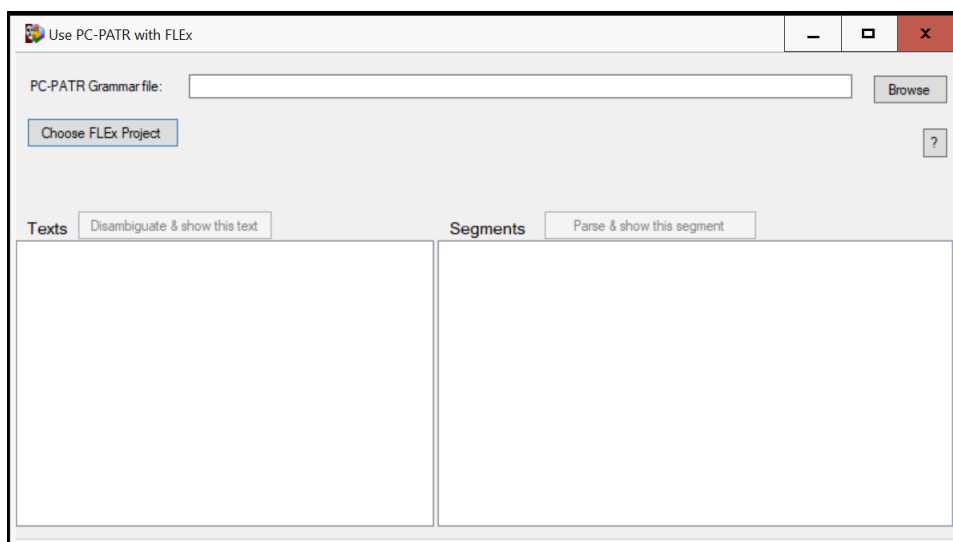 Use PC-PATR with FLEx
PC-PATR Grammar file:
Browse
Choose FLEx Project
?
Texts
Disambiguate & show this text
Segments
Parse & show this segment